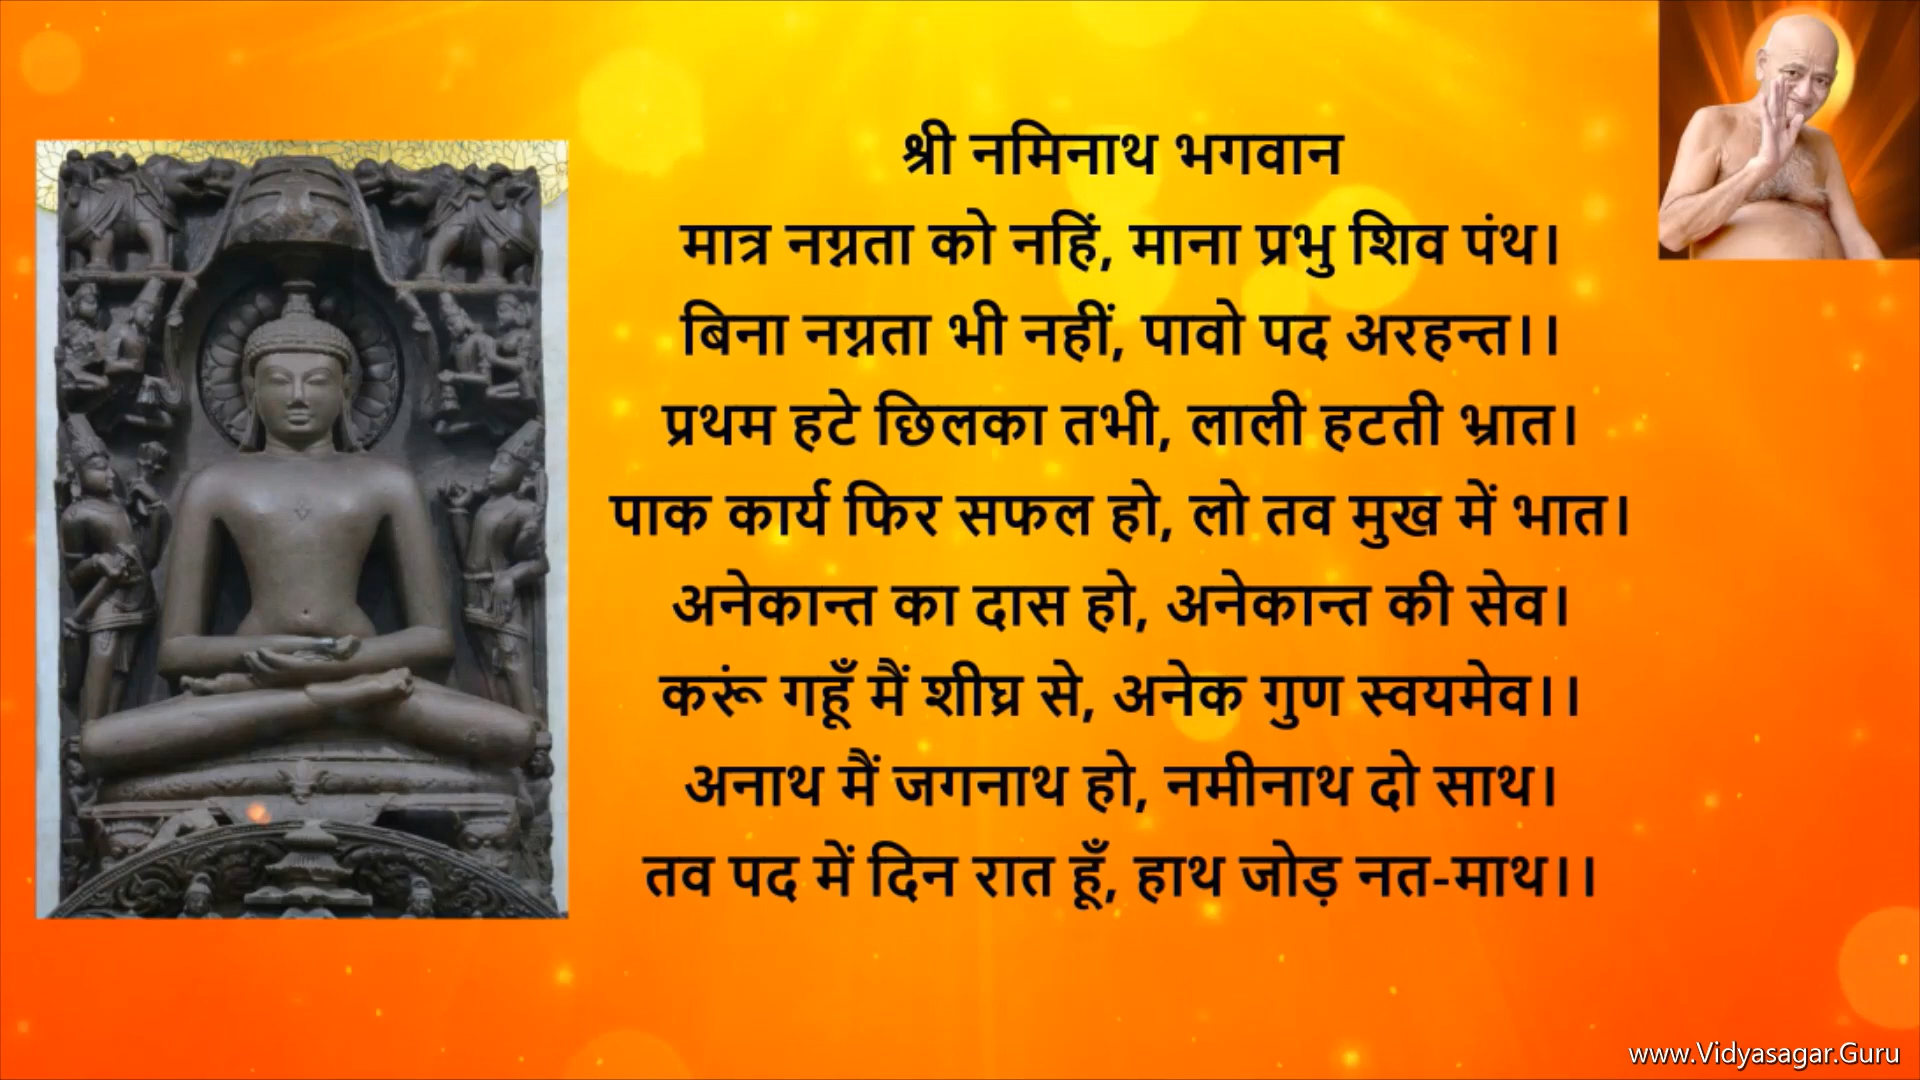 श्री नमिनाथ भगवान
मात्र नग्नता को नहिं, माना प्रभु शिव पंथ।
बिना नग्नता भी नहीं, पावो पद अरहन्त।।
प्रथम हटे छिलका तभी, लाली हटती भ्रात।
पाक कार्य फिर सफल हो, लो तव मुख में भात।
अनेकान्त का दास हो, अनेकान्त की सेव।
करूं गहूँ मैं शीघ्र से, अनेक गुण स्वयमेव।।
अनाथ मैं जगनाथ हो, नमीनाथ दो साथ।
तव पद में दिन रात हूँ, हाथ जोड़ नत-माथ।।
www.Vidyasagar.Guru